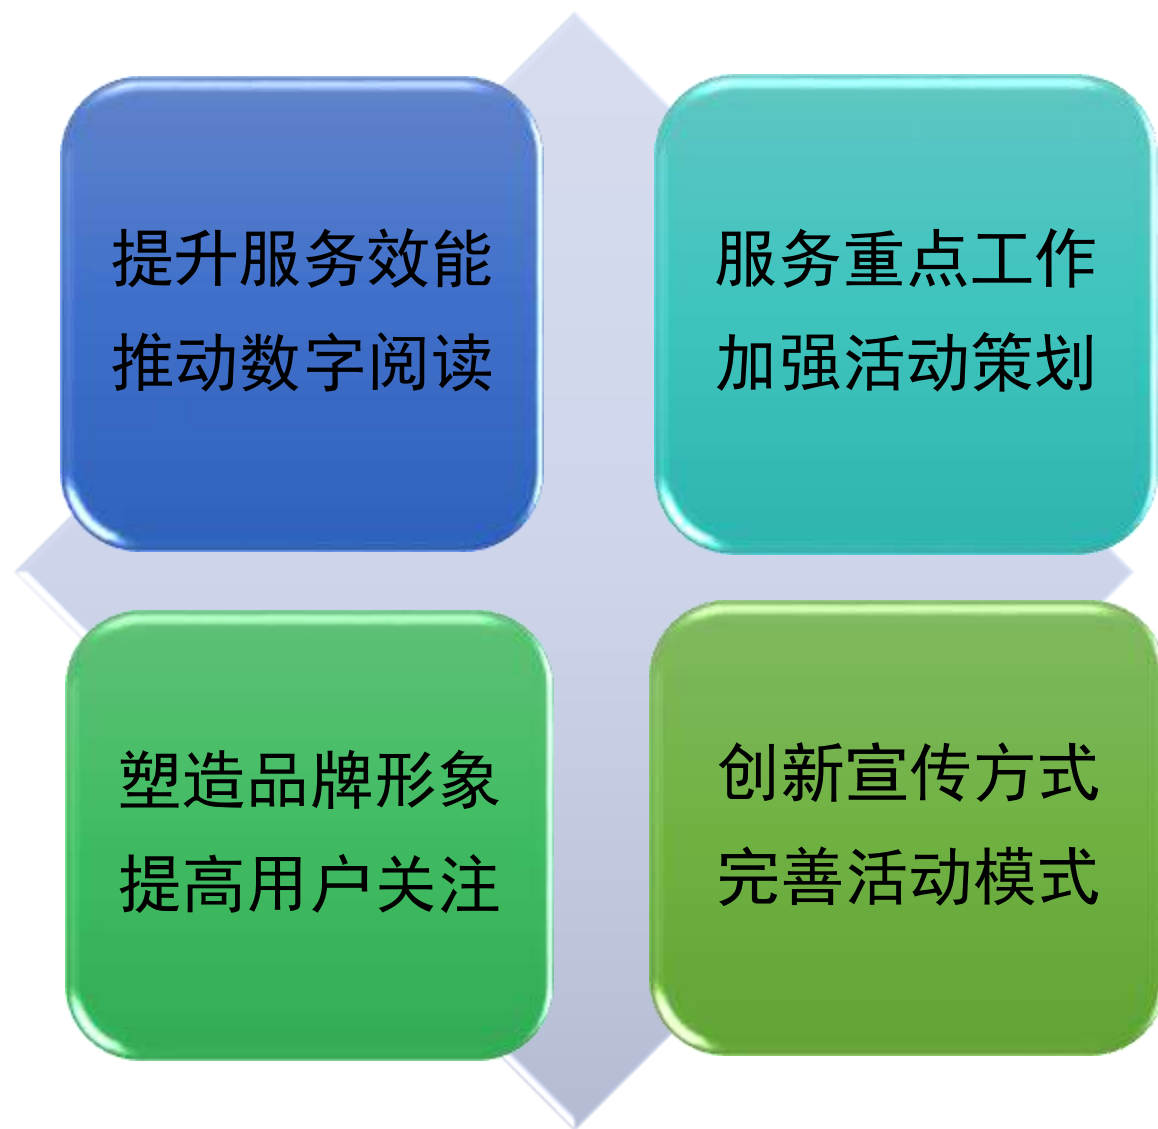 提升服务效能
推动数字阅读
服务重点工作
加强活动策划
塑造品牌形象
提高用户关注
创新宣传方式
完善活动模式